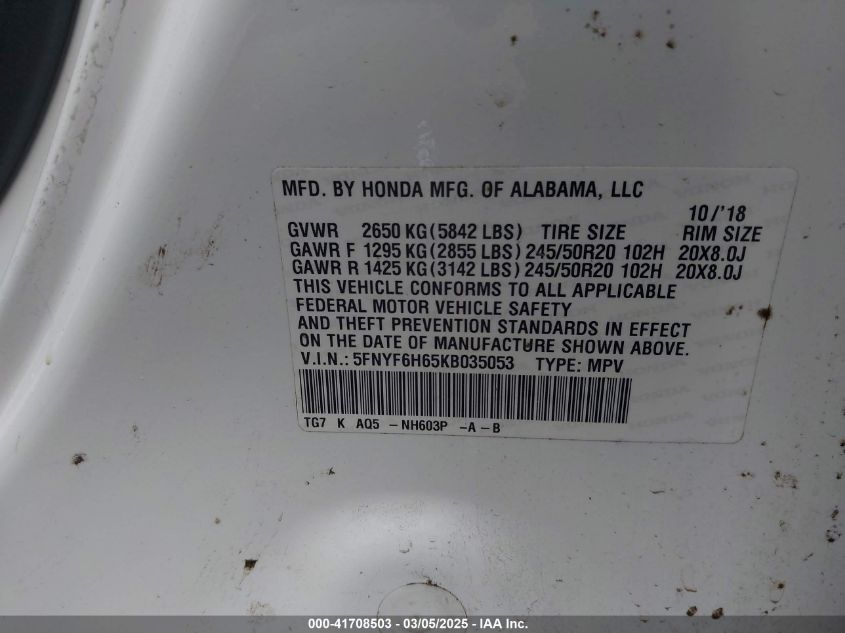 MFD. BY HONDA MFG. OF ALABAMA, LLC
10/'18
GVWR 2650 KG (5842 LBS) TIRE SIZE RIM SIZE
GAWR F 1295 KG (2855 LBS) 245/50R20 102H 20X8.0J
GAWR R 1425 KG (3142 LBS) 245/50R20 102H 20X8.0J
THIS VEHICLE CONFORMS TO ALL APPLICABLE
FEDERAL MOTOR VEHICLE SAFETY
AND THEFT PREVENTION STANDARDS IN EFFECT
ON THE DATE OF MANUFACTURE SHOWN ABOVE.
V.I.N.: 5FNYF6H65KB035053 TYPE: MPV
TG7 K AQ5 -NH603P -A-B
000-41708503 - 03/05/2025 - IAA Inc.